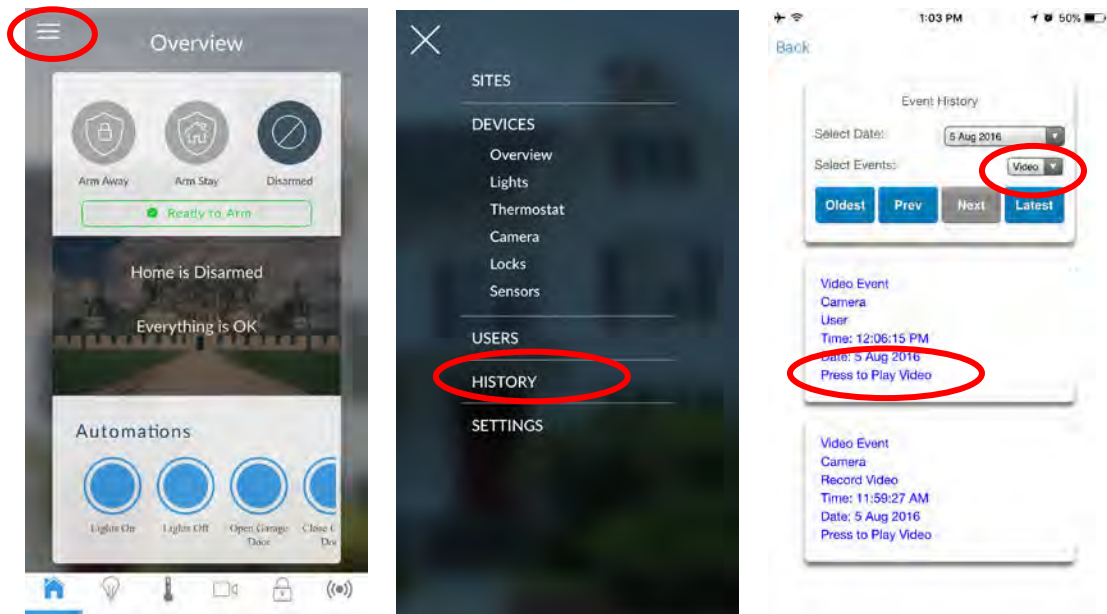 Overview
Arm Away
Arm Stay
Disarmed
Ready to Arm
Home is Disarmed
Everything is OK
Automations
Lights On
Lights Off
Open Garage
Door
Close
SITES
DEVICES
Overview
Lights
Thermostat
Camera
Locks
Sensors
USERS
HISTORY
SETTINGS
1:03 PM
50%
Back
Event History
Select Date:
5 Aug 2016
Select Events:
Video
Oldest
Prev
Next
Latest
Video Event
Camera
User
Time: 12:06:15 PM
Date: 5 Aug 2016
Press to Play Video
Video Event
Camera
Record Video
Time: 11:59:27 AM
Date: 5 Aug 2016
Press to Play Video